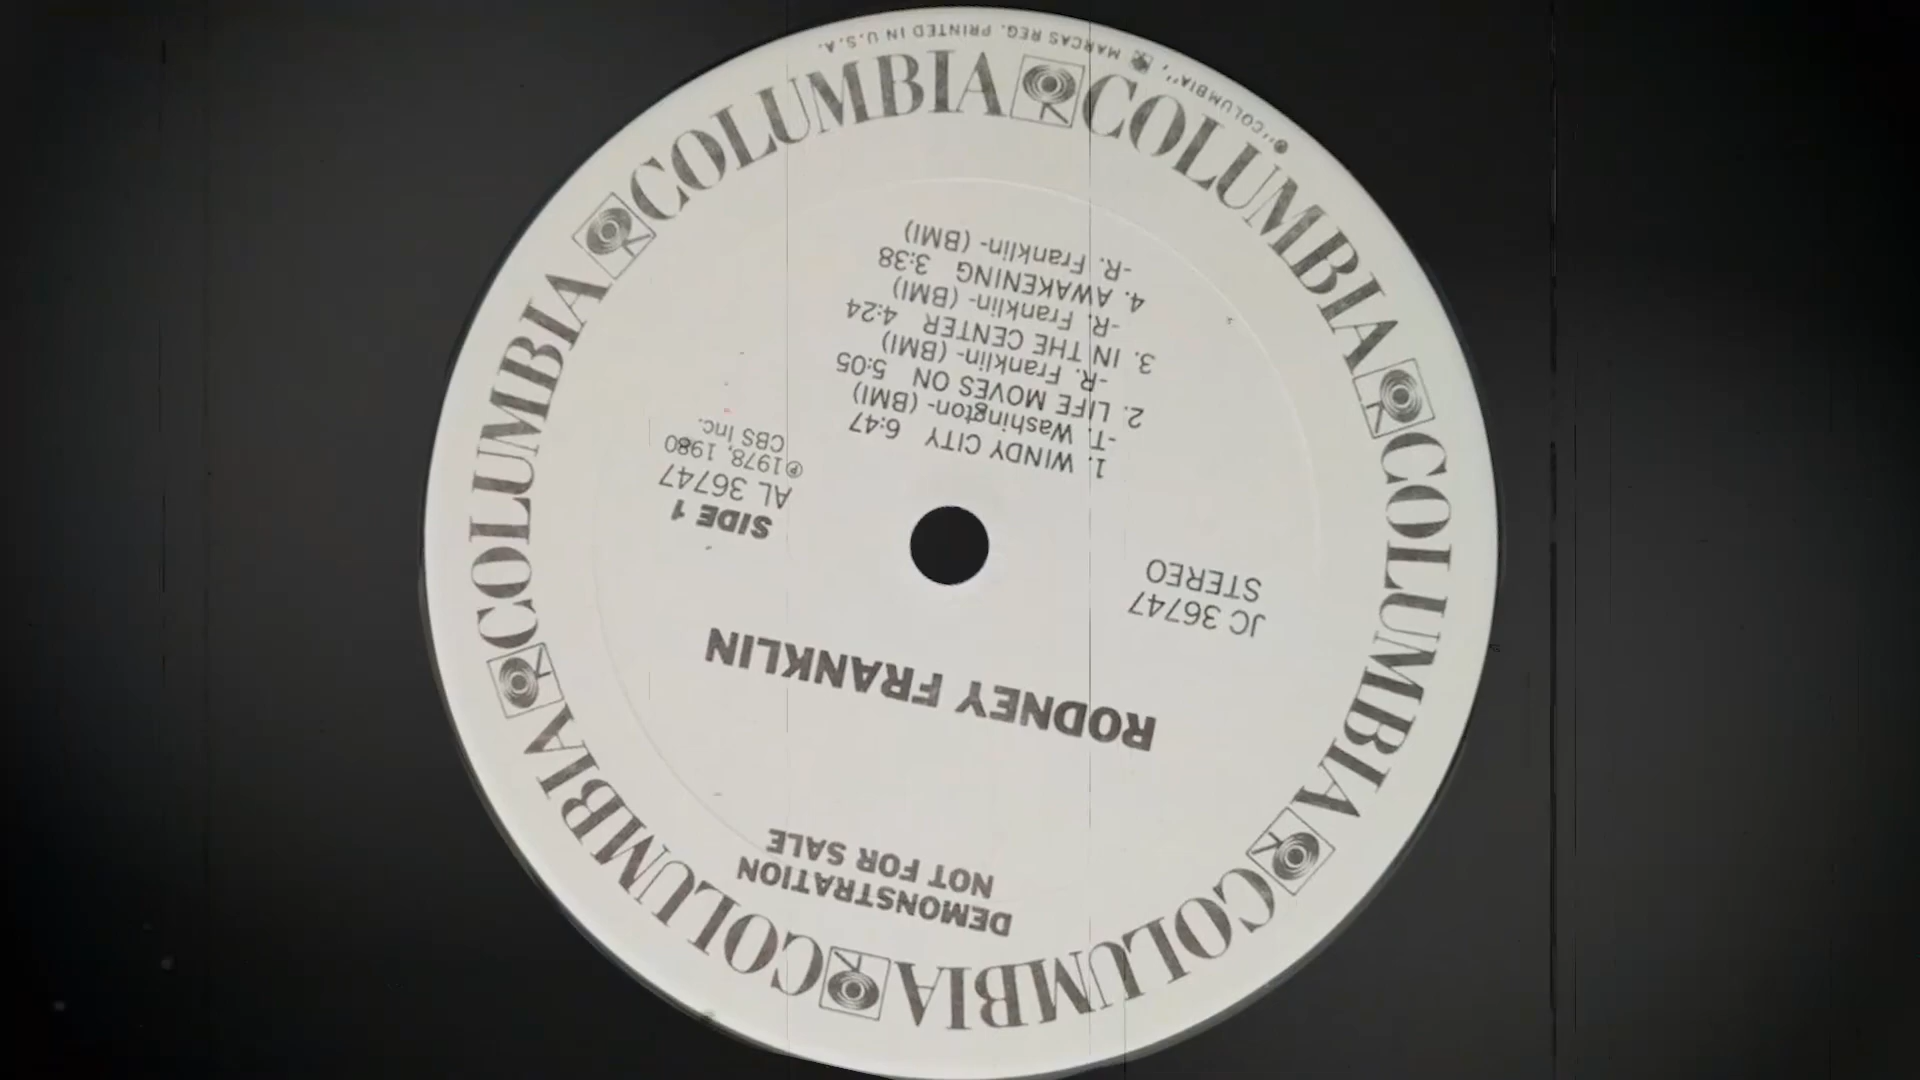 DEMONSTRATION
NOT FOR SALE
RODNEY FRANKLIN
JC 36747
STEREO
SIDE 1
AL 36747
℗1978, 1980
CBS Inc.
1. WINDY CITY 6:47
-T. Washington- (BMI)
2. LIFE MOVES ON 5:05
-R. Franklin- (BMI)
3. IN THE CENTER 4:24
-R. Franklin- (BMI)
4. AWAKENING 3:38
-R. Franklin- (BMI)
COLUMBIA COLUMBIA COLUMBIA COLUMBIA COLUMBIA COLUMBIA COLUMBIA
®"COLUMBIA", MARCAS REG. PRINTED IN U.S.A.